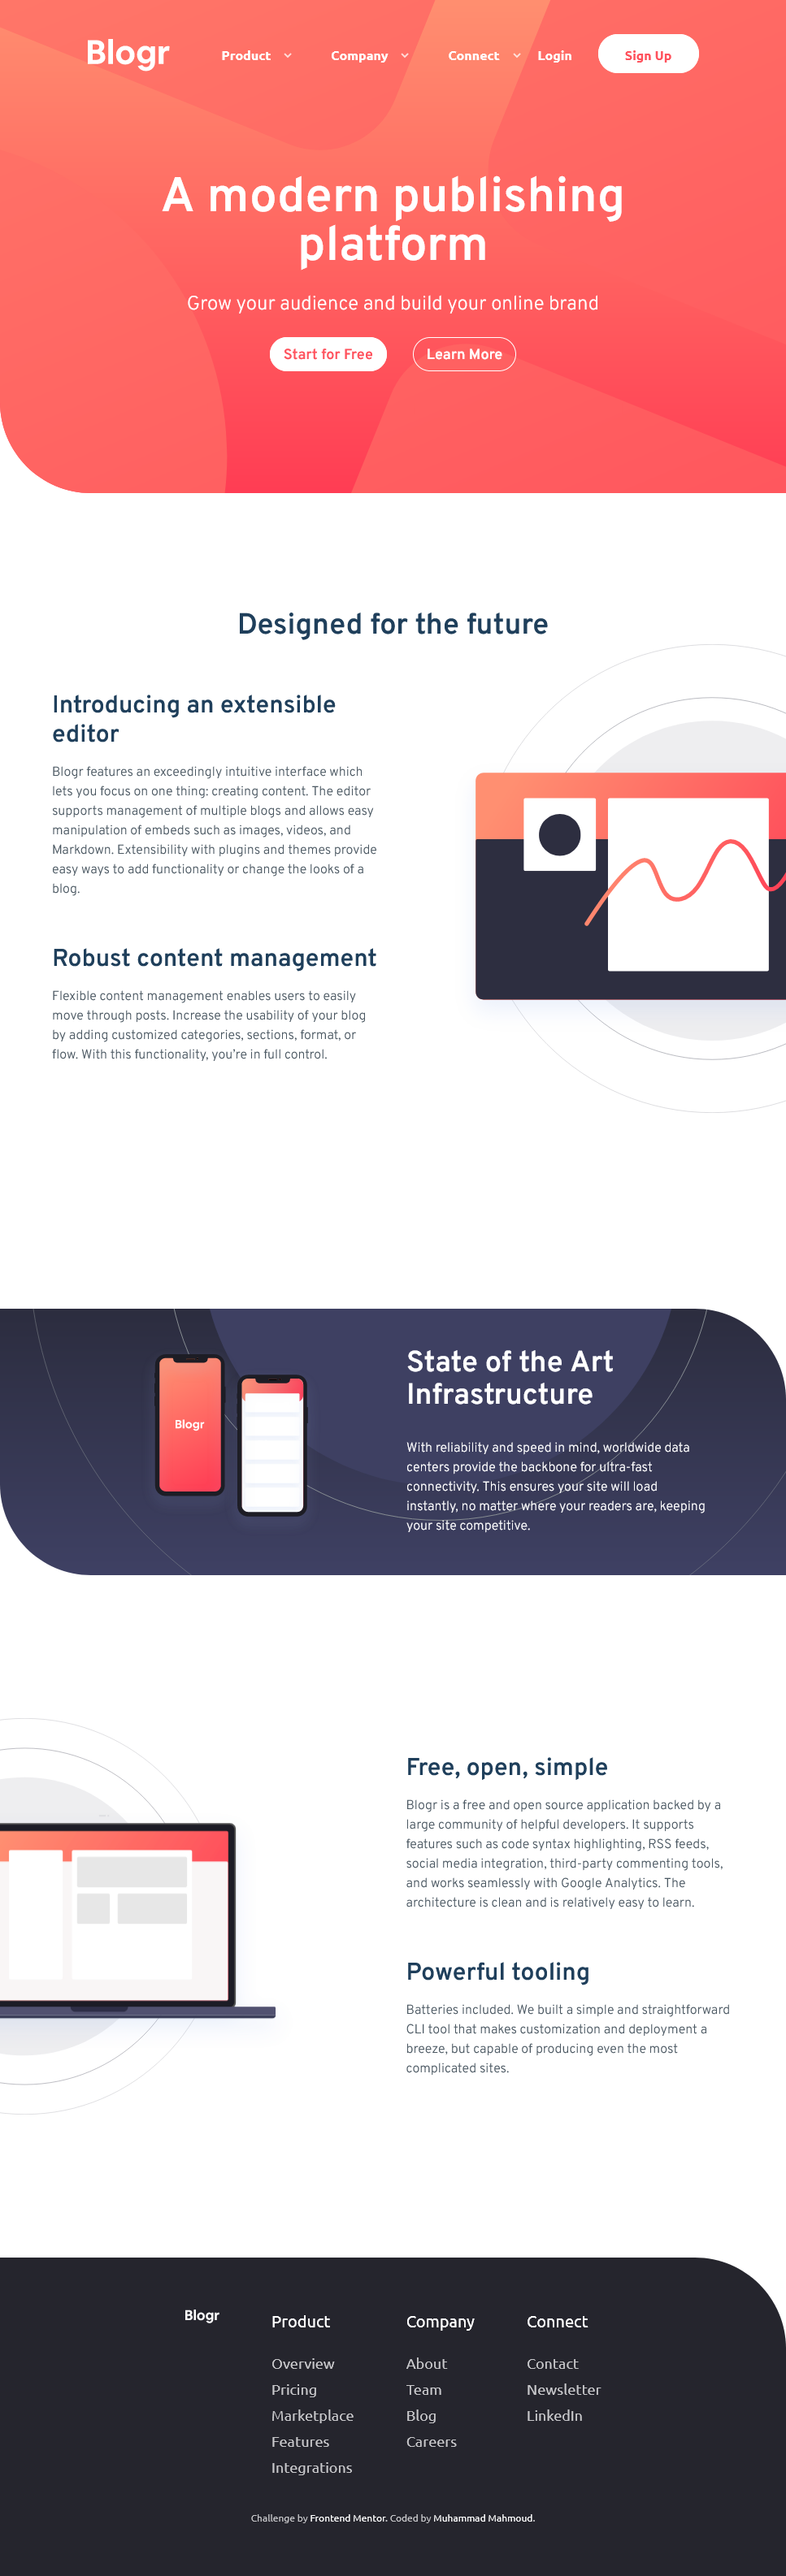 Blogr
Product
Company
Connect
Login
Sign Up
A modern publishing
platform
Grow your audience and build your online brand
Start for Free
Learn More
Designed for the future
Introducing an extensible
editor
Blogr features an exceedingly intuitive interface which
lets you focus on one thing: creating content. The editor
supports management of multiple blogs and allows easy
manipulation of embeds such as images, videos, and
Markdown. Extensibility with plugins and themes provide
easy ways to add functionality or change the looks of a
blog.
Robust content management
Flexible content management enables users to easily
move through posts. Increase the usability of your blog
by adding customized categories, sections, format, or
flow. With this functionality, you’re in full control.
Blogr
State of the Art
Infrastructure
With reliability and speed in mind, worldwide data
centers provide the backbone for ultra-fast
connectivity. This ensures your site will load
instantly, no matter where your readers are, keeping
your site competitive.
Free, open, simple
Blogr is a free and open source application backed by a
large community of helpful developers. It supports
features such as code syntax highlighting, RSS feeds,
social media integration, third-party commenting tools,
and works seamlessly with Google Analytics. The
architecture is clean and is relatively easy to learn.
Powerful tooling
Batteries included. We built a simple and straightforward
CLI tool that makes customization and deployment a
breeze, but capable of producing even the most
complicated sites.
Blogr
Product
Overview
Pricing
Marketplace
Features
Integrations
Company
About
Team
Blog
Careers
Connect
Contact
Newsletter
LinkedIn
Challenge by Frontend Mentor. Coded by Muhammad Mahmoud.